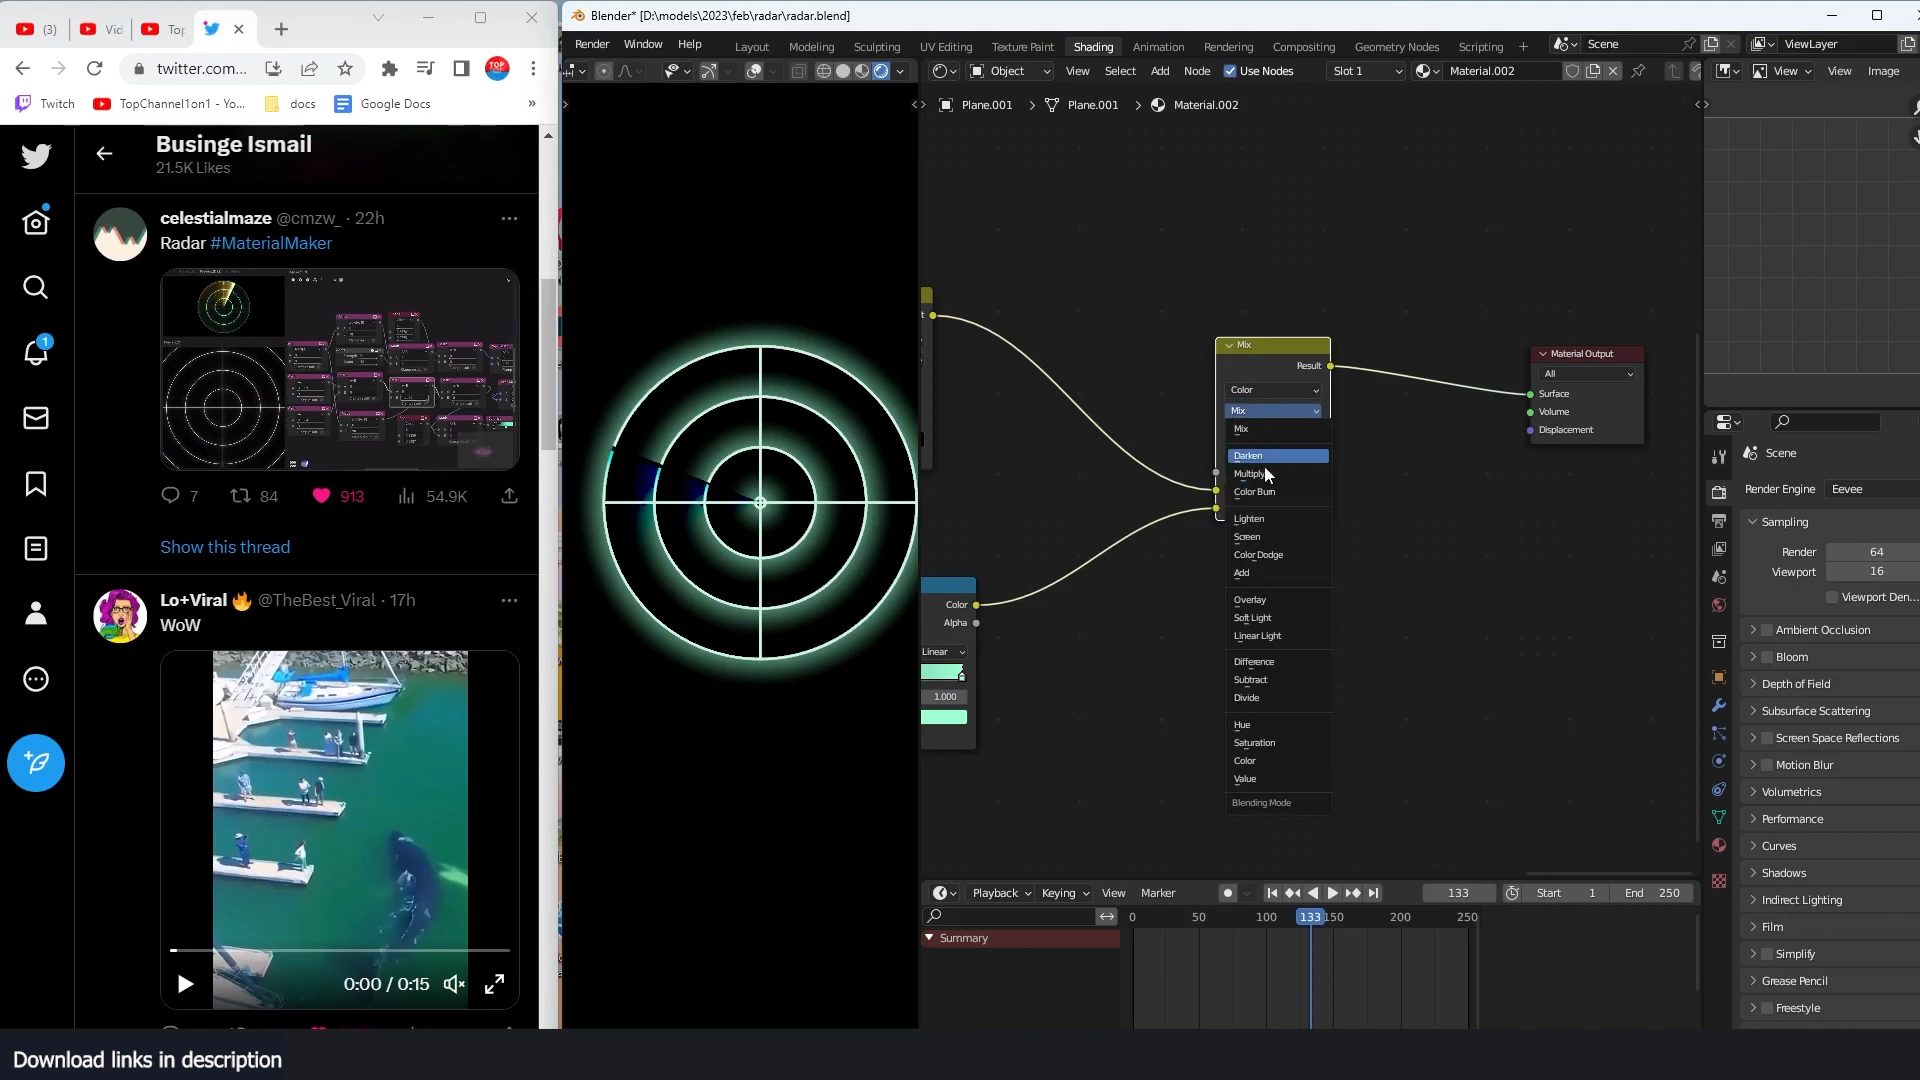 (3)
Vid
Top
twitter.com...
Twitch
TopChannel1on1 - Yo...
docs
Google Docs
»
Businge Ismail
21.5K Likes
celestialmaze @cmzw_ · 22h
Radar #MaterialMaker
7
84
913
54.9K
Show this thread
1
Lo+Viral 🔥 @TheBest_Viral · 17h
WoW
0:00 / 0:15
Blender* [D:\models\2023\feb\radar\radar.blend]
Render Window Help
Layout Modeling Sculpting UV Editing Texture Paint Shading Animation Rendering Compositing Geometry Nodes Scripting +
Scene
ViewLayer
Object View Select Add Node Use Nodes Slot 1 Material.002
View View Image
Plane.001 > Plane.001 > Material.002
Mix
Result
Color
Mix
Mix
Darken
Multiply
Color Burn
Lighten
Screen
Color Dodge
Add
Overlay
Soft Light
Linear Light
Difference
Subtract
Divide
Hue
Saturation
Color
Value
Blending Mode
Material Output
All
Surface
Volume
Displacement
Color
Alpha
Linear
1.000
Scene
Render Engine Eevee
Sampling
Render 64
Viewport 16
Viewport Den...
Ambient Occlusion
Bloom
Depth of Field
Subsurface Scattering
Screen Space Reflections
Motion Blur
Volumetrics
Performance
Curves
Shadows
Indirect Lighting
Film
Simplify
Grease Pencil
Freestyle
Playback Keying View Marker
133 Start 1 End 250
0 50 100 133 150 200 250
Summary
Download links in description